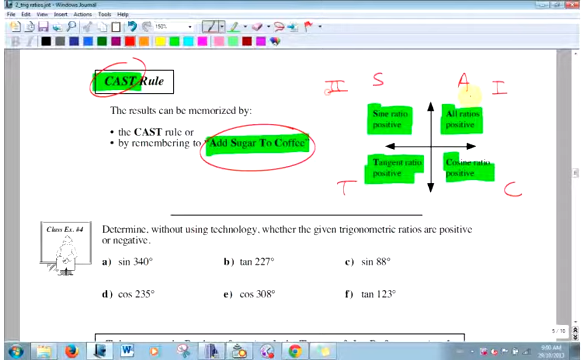 2_trig ratios.jnt - Windows Journal
File Edit View Insert Actions Tools Help
150%
CAST Rule
II S A I
The results can be memorized by:
• the CAST rule or
• by remembering to "Add Sugar To Coffee"
Sine ratio positive
All ratios positive
Tangent ratio positive
Cosine ratio positive
T C
Class Ex. #4
Determine, without using technology, whether the given trigonometric ratios are positive
or negative.
a) sin 340° b) tan 227° c) sin 88°
d) cos 235° e) cos 308° f) tan 123°
5 / 10
9:05 AM